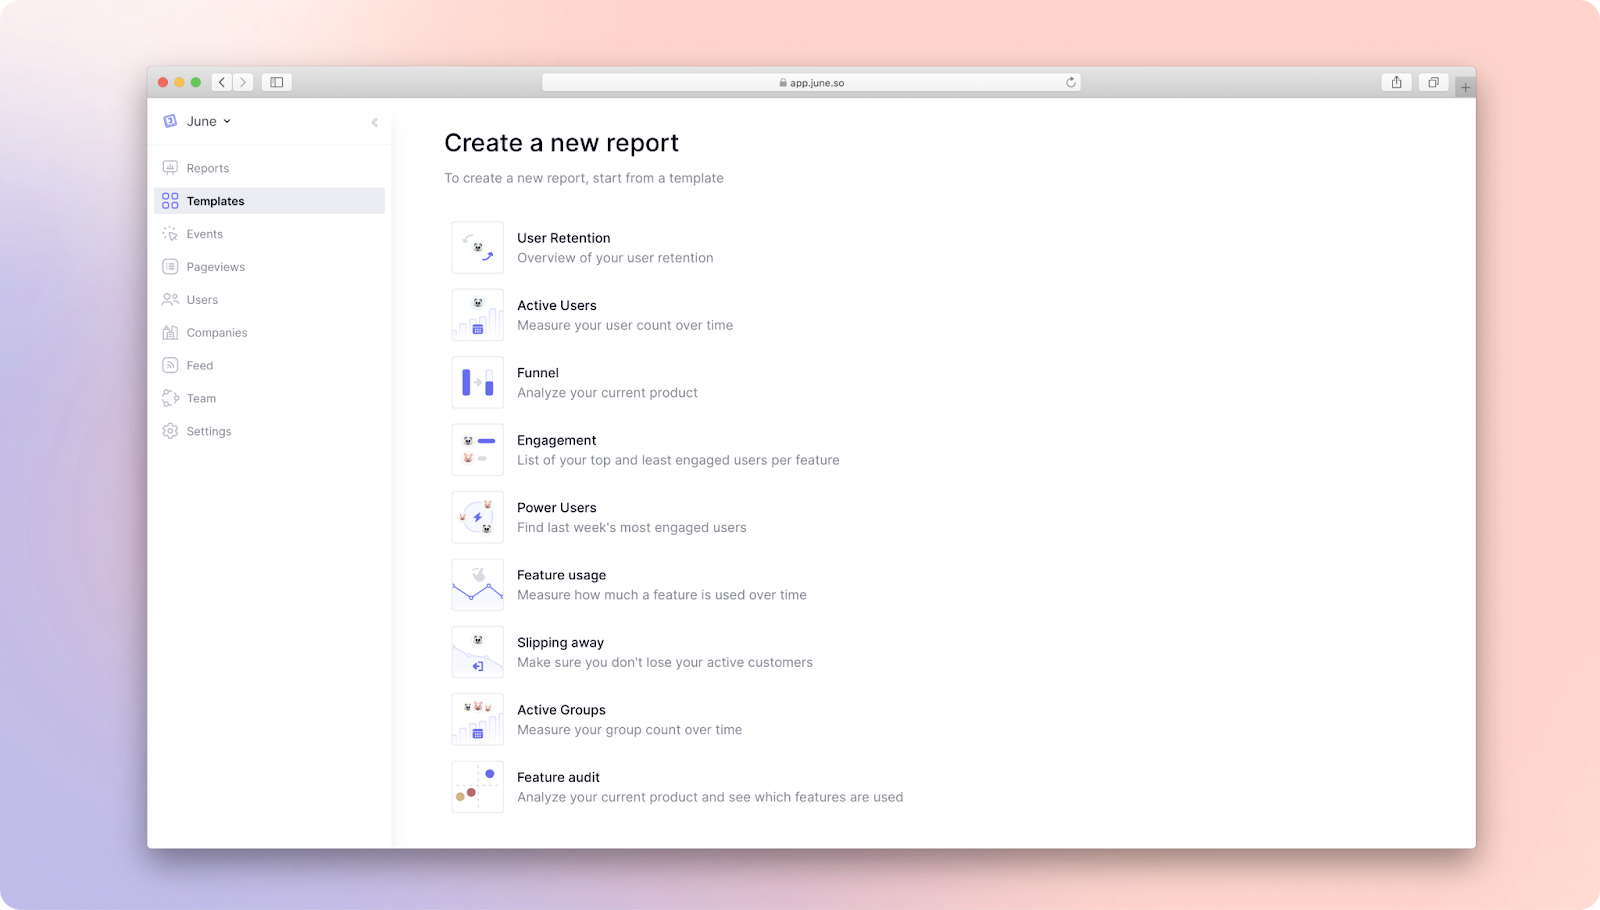 app.june.so
June
Reports
Templates
Events
Pageviews
Users
Companies
Feed
Team
Settings
Create a new report
To create a new report, start from a template
User Retention
Overview of your user retention
Active Users
Measure your user count over time
Funnel
Analyze your current product
Engagement
List of your top and least engaged users per feature
Power Users
Find last week's most engaged users
Feature usage
Measure how much a feature is used over time
Slipping away
Make sure you don't lose your active customers
Active Groups
Measure your group count over time
Feature audit
Analyze your current product and see which features are used